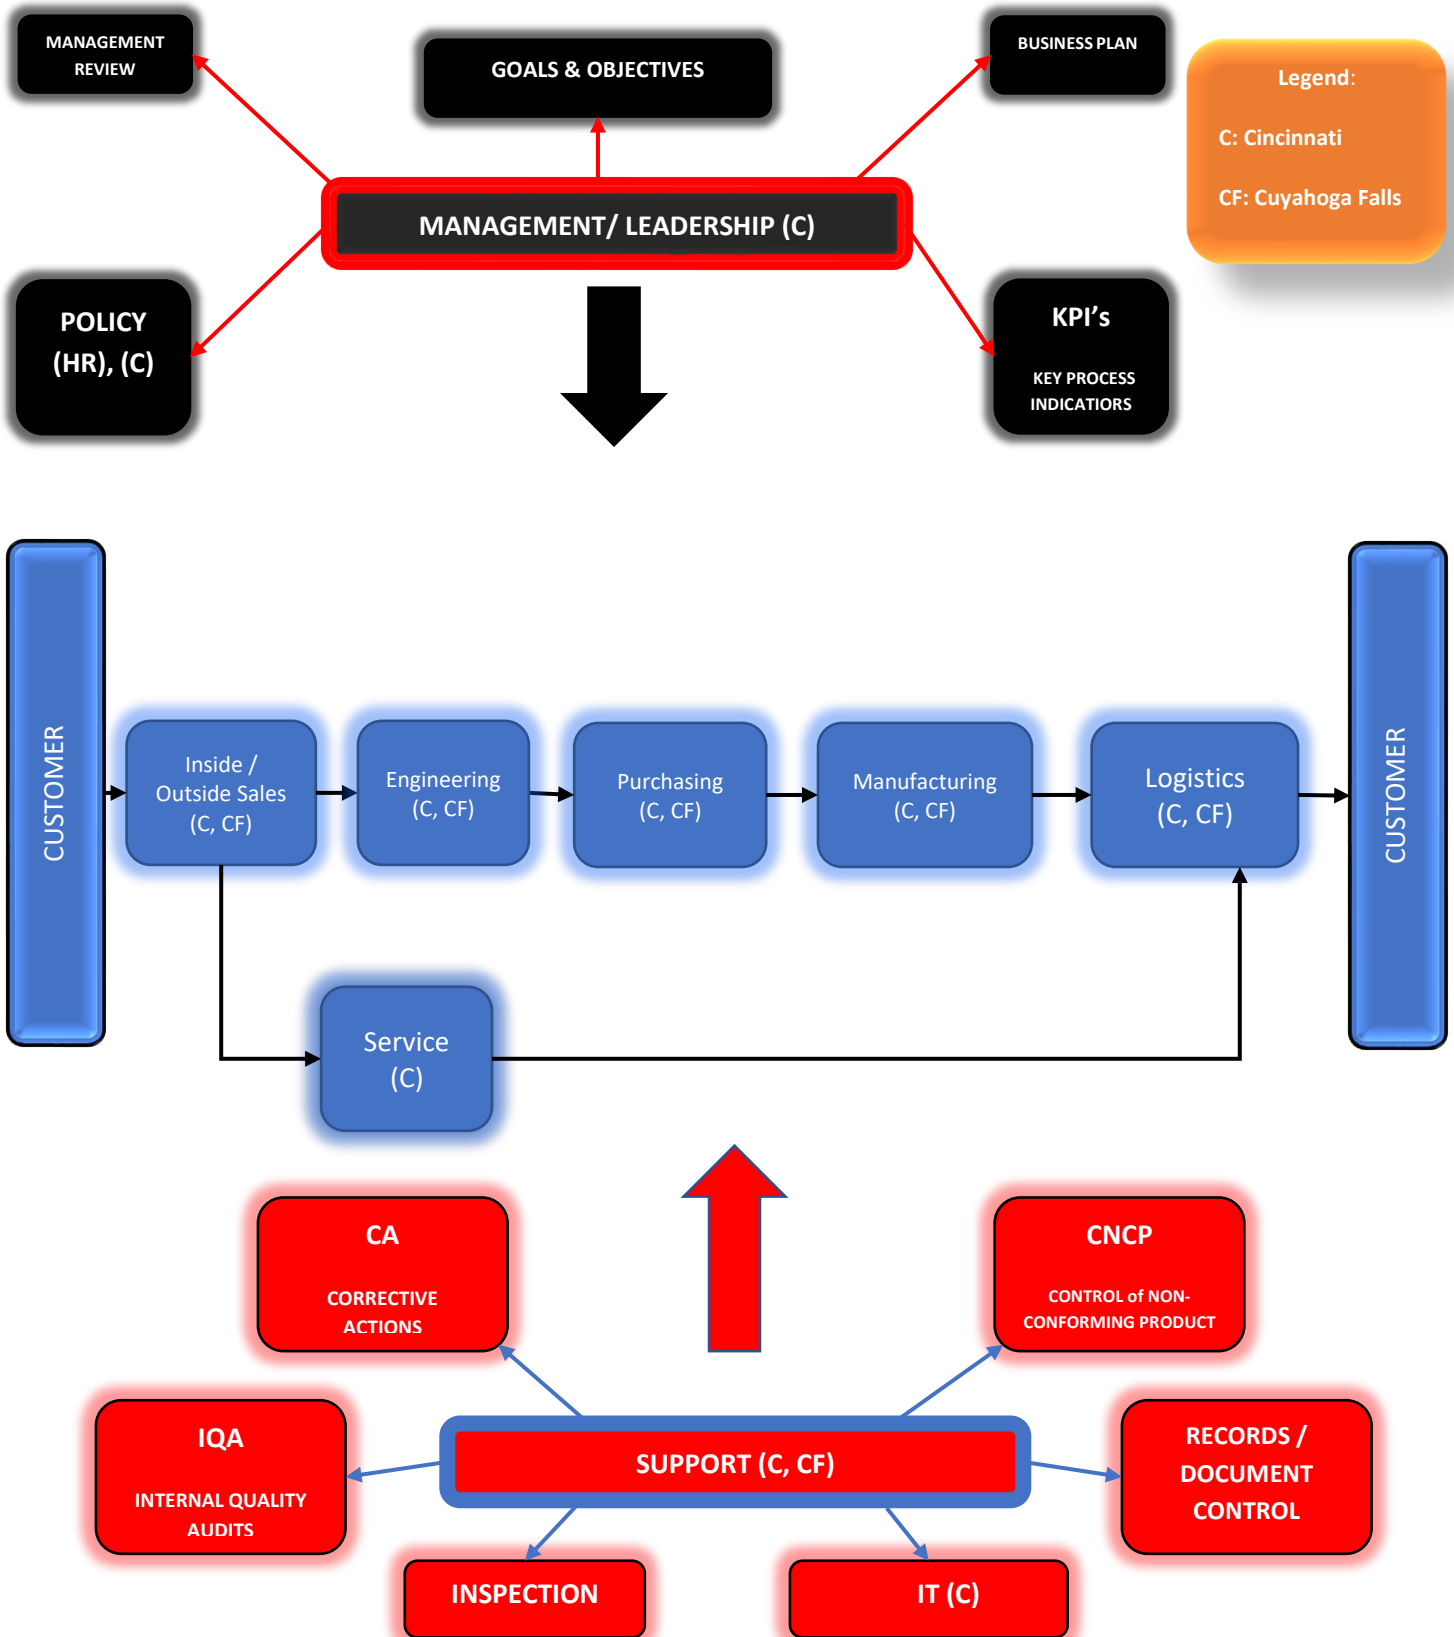 MANAGEMENT
REVIEW
GOALS & OBJECTIVES
BUSINESS PLAN
Legend:
C: Cincinnati
CF: Cuyahoga Falls
MANAGEMENT/ LEADERSHIP (C)
POLICY
(HR), (C)
KPI's
KEY PROCESS
INDICATIORS
CUSTOMER
Inside /
Outside Sales
(C, CF)
Engineering
(C, CF)
Purchasing
(C, CF)
Manufacturing
(C, CF)
Logistics
(C, CF)
CUSTOMER
Service
(C)
CA
CORRECTIVE
ACTIONS
CNCP
CONTROL of NON-
CONFORMING PRODUCT
IQA
INTERNAL QUALITY
AUDITS
SUPPORT (C, CF)
RECORDS /
DOCUMENT
CONTROL
INSPECTION
IT (C)